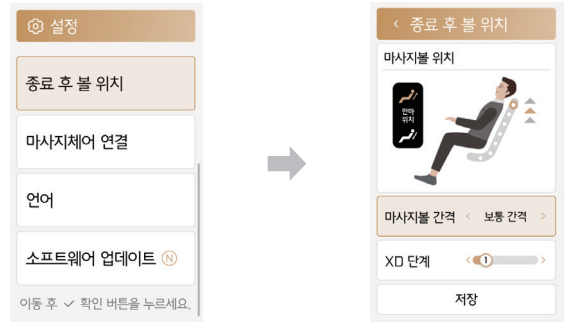 설정
종료 후 볼 위치
마사지체어 연결
언어
소프트웨어 업데이트 N
이동 후 ✓ 확인 버튼을 누르세요.
< 종료 후 볼 위치
마사지볼 위치
안마
위치
마사지볼 간격 < 보통 간격 >
XD 단계 < 1 >
저장